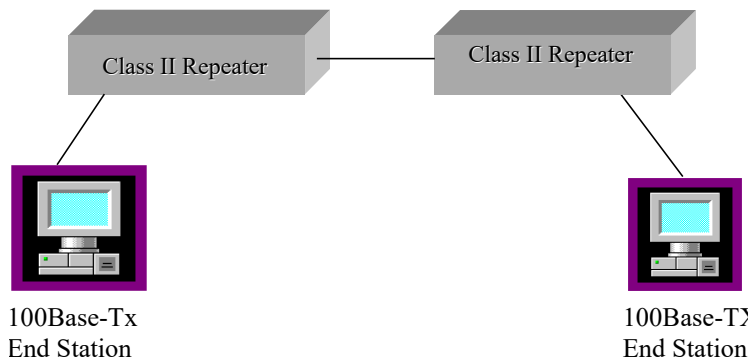 Class II Repeater
Class II Repeater
100Base-Tx
End Station
100Base-TX
End Station